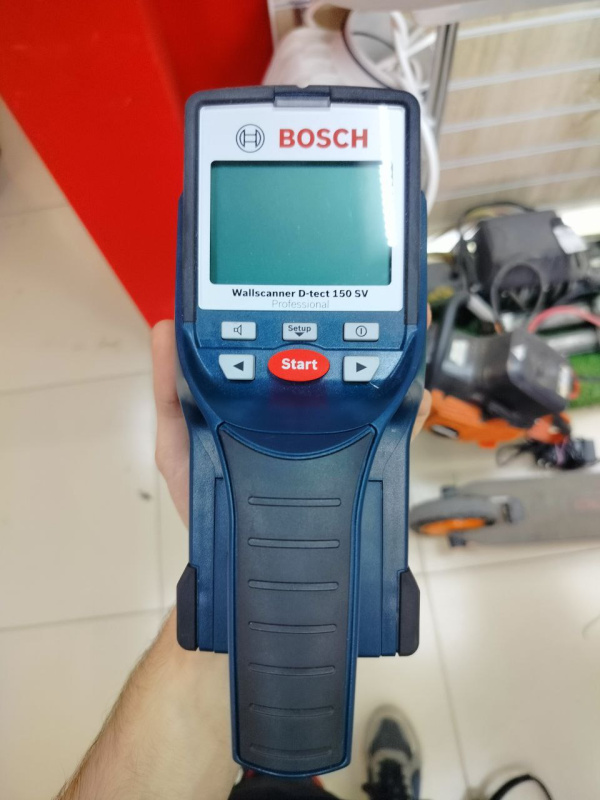 BOSCH
Wallscanner D-tect 150 SV
Professional
Setup
Start